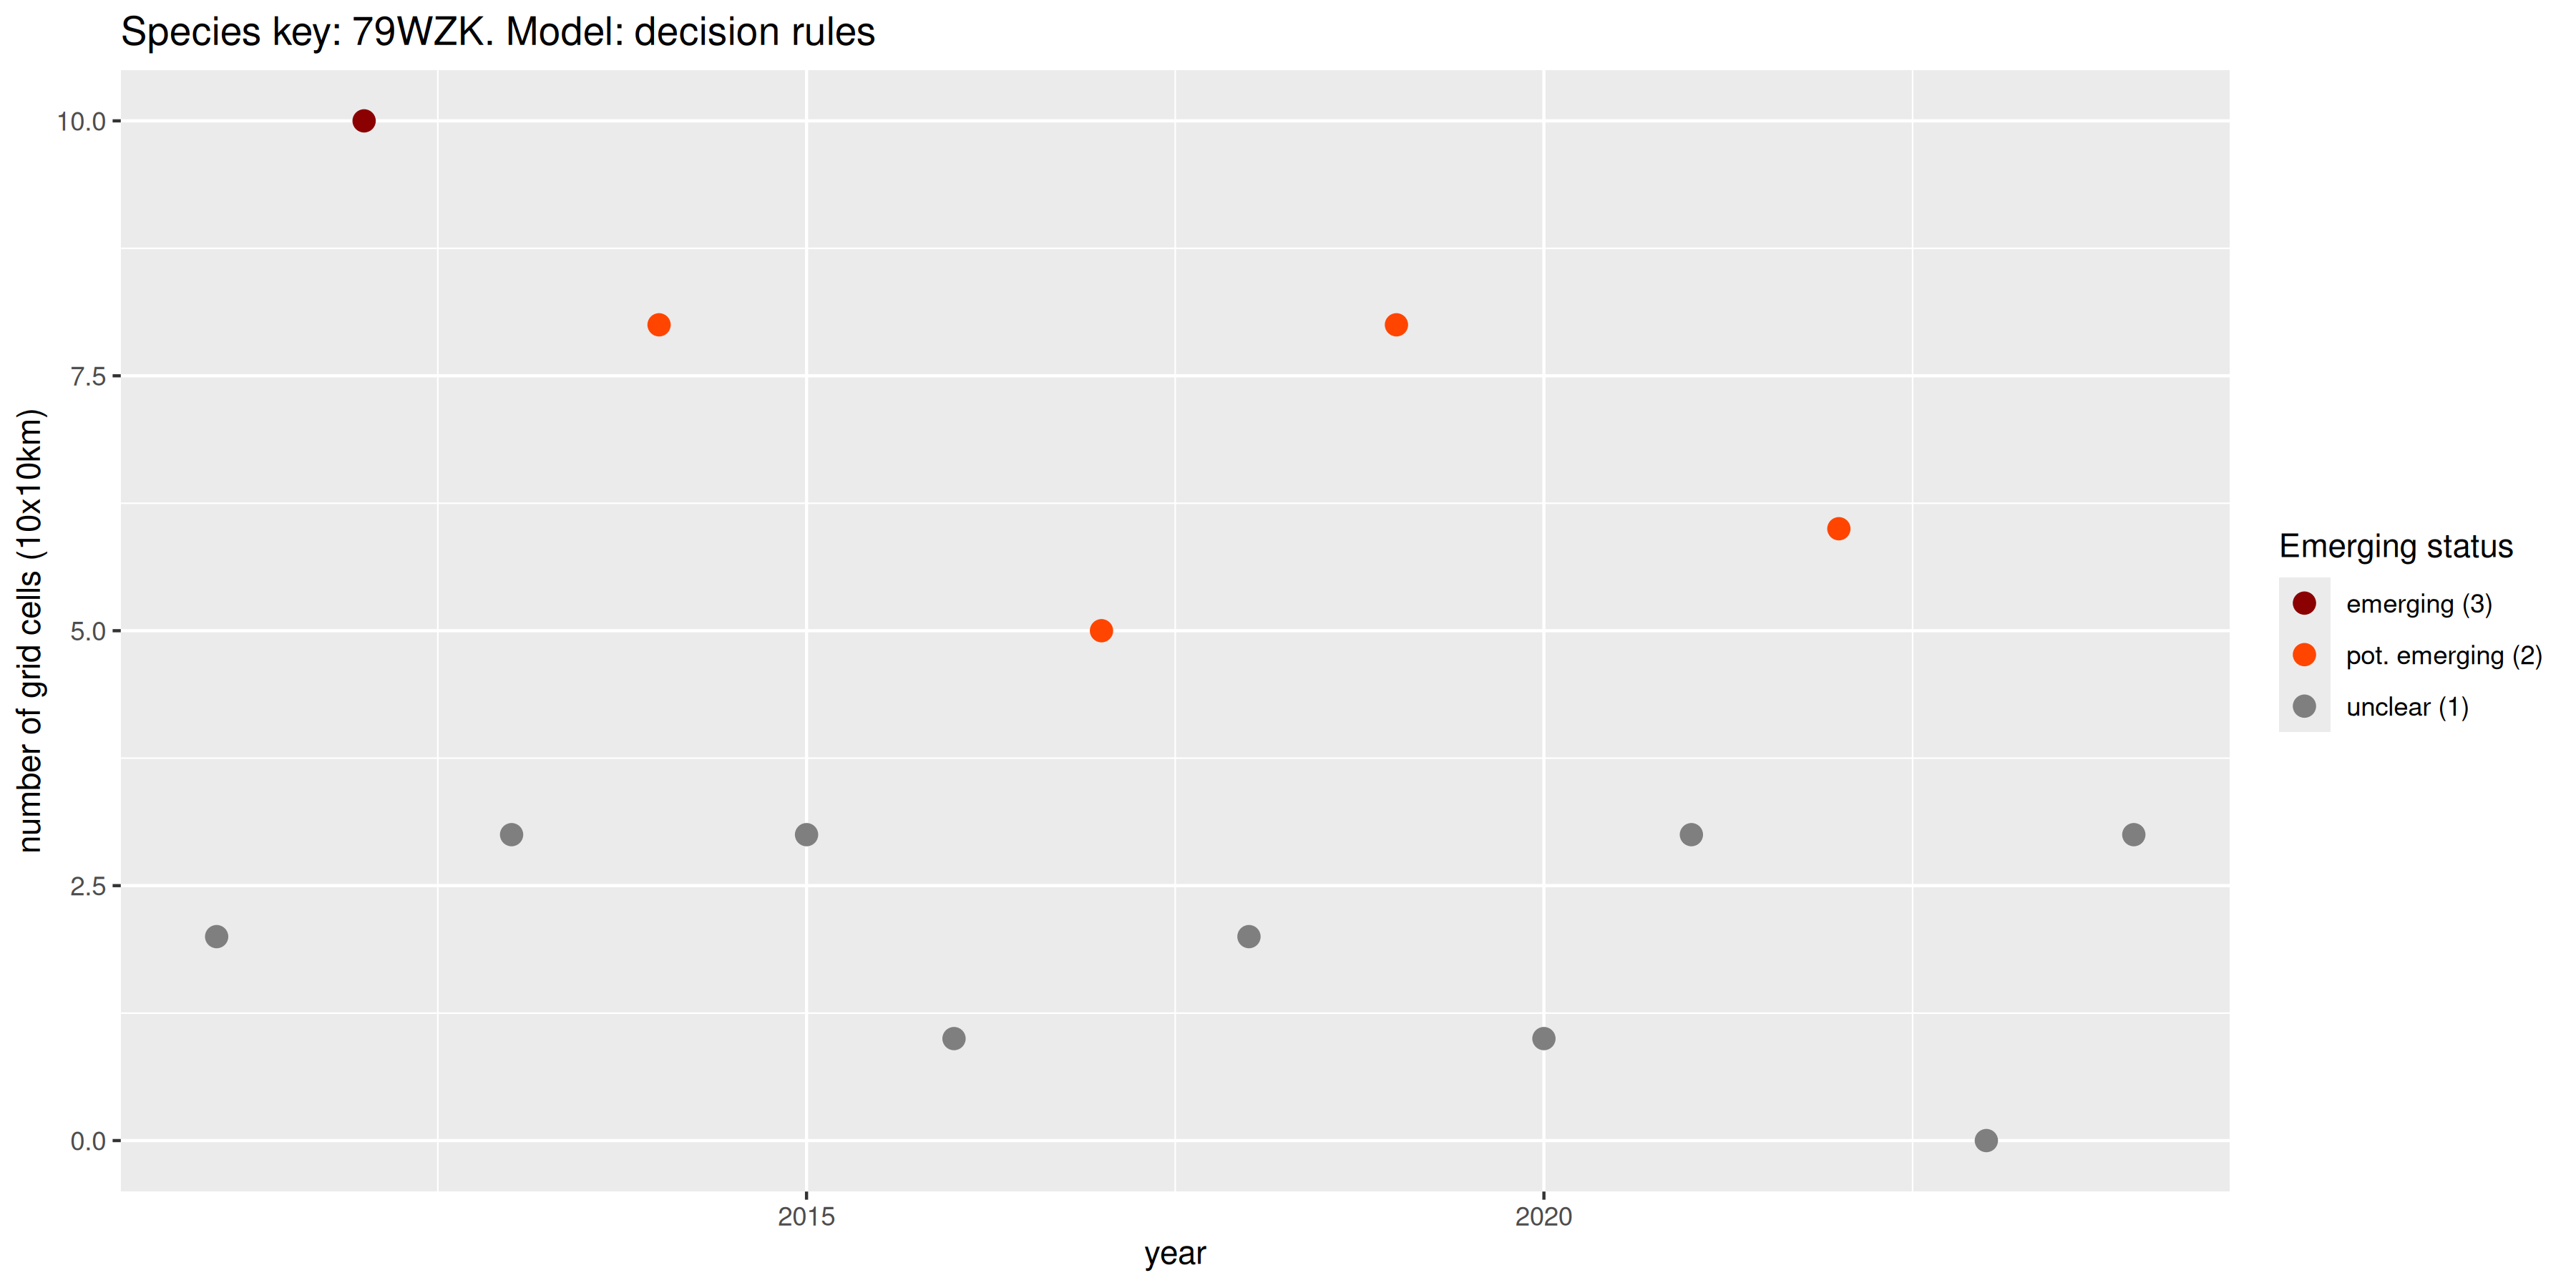 Species key: 79WZK. Model: decision rules
number of grid cells (10x10km)
10.0
7.5
5.0
2.5
0.0
2015
2020
year
Emerging status
emerging (3)
pot. emerging (2)
unclear (1)